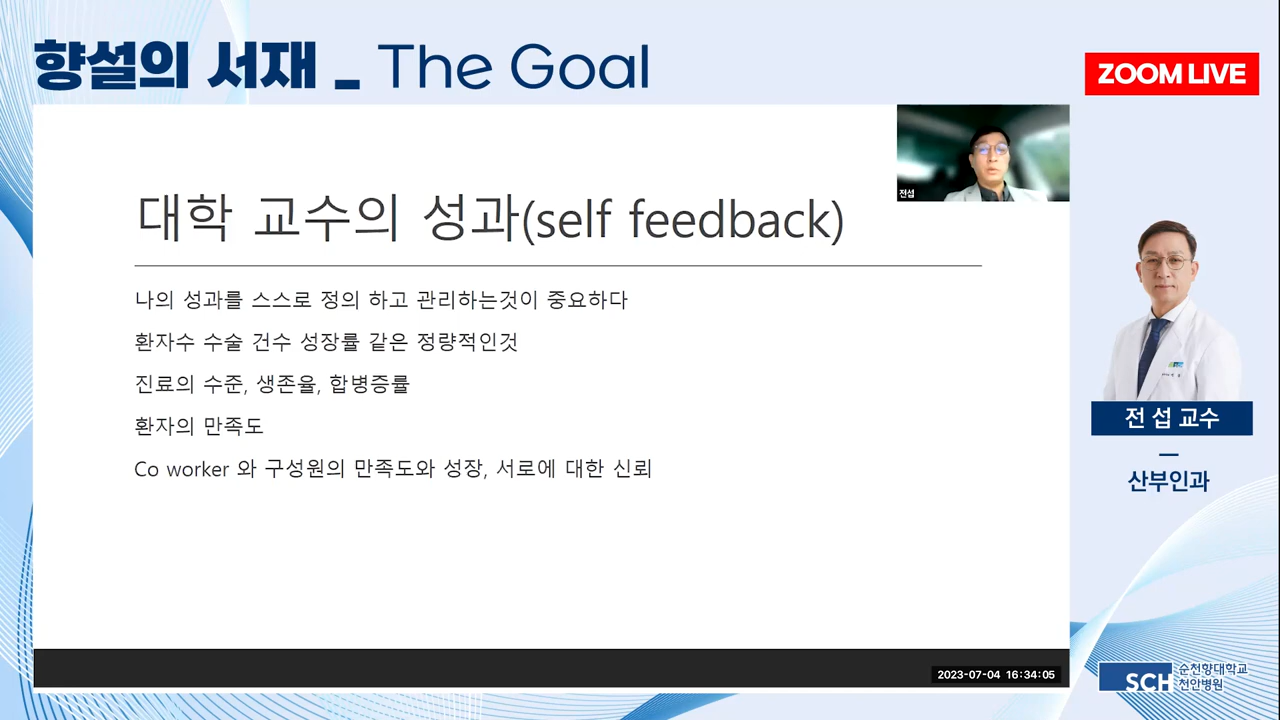 향설의 서재 _ The Goal
ZOOM LIVE
전섭
대학 교수의 성과(self feedback)
나의 성과를 스스로 정의 하고 관리하는것이 중요하다
환자수 수술 건수 성장률 같은 정량적인것
진료의 수준, 생존율, 합병증률
환자의 만족도
Co worker 와 구성원의 만족도와 성장, 서로에 대한 신뢰
전 섭 교수
산부인과
2023-07-04 16:34:05
SCH 순천향대학교
천안병원